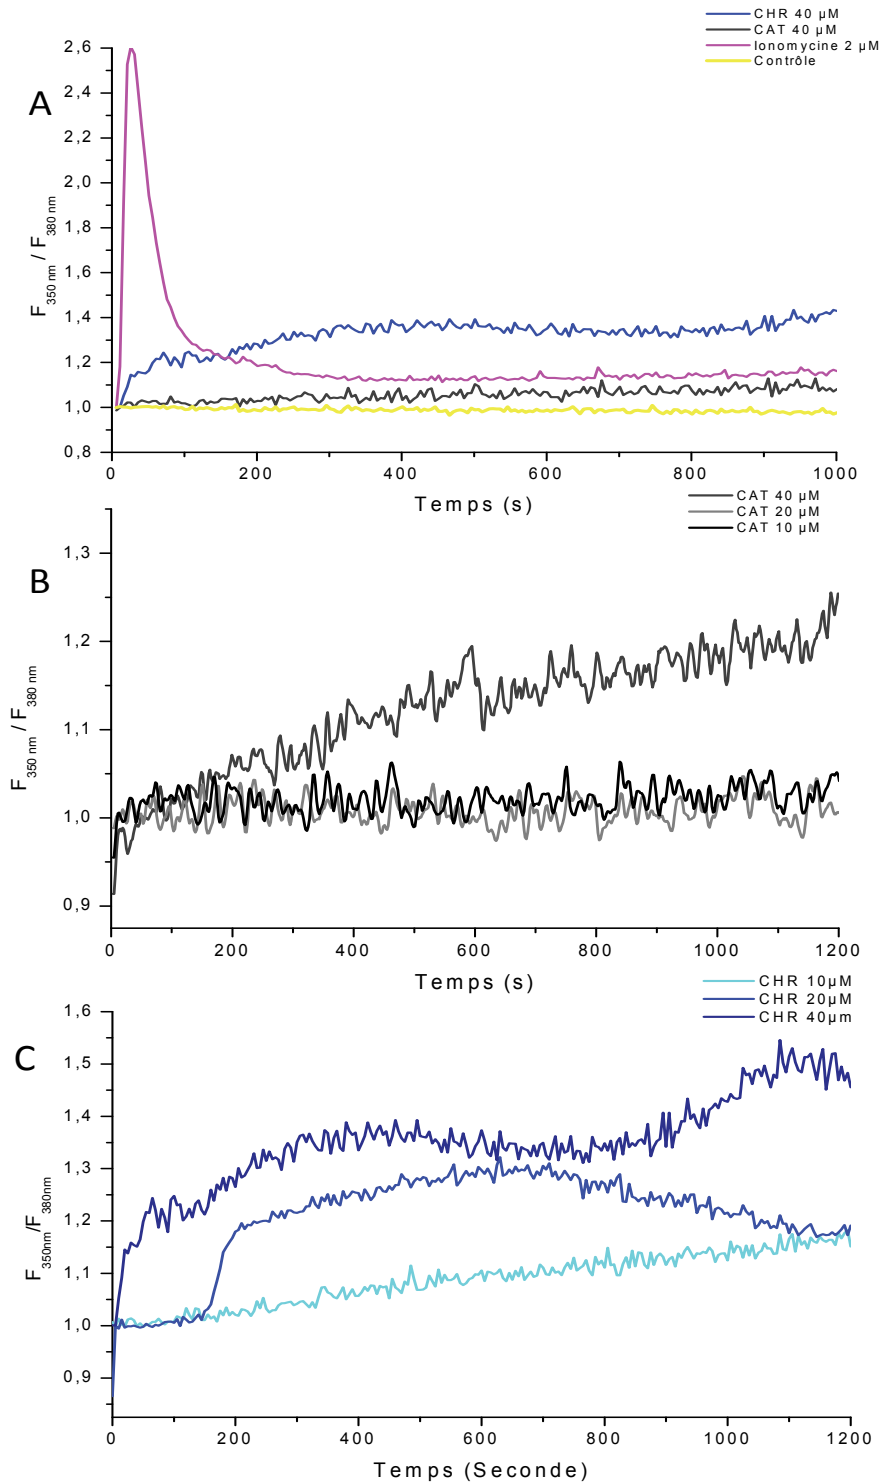 CHR 40 µM
CAT 40 µM
Ionomycine 2 µM
Contrôle
A
2,6
2,4
2,2
2,0
1,8
1,6
1,4
1,2
1,0
0,8
F350 nm / F380 nm
0 200 400 600 800 1000
Temps (s)
CAT 40 µM
CAT 20 µM
CAT 10 µM
B
1,3
1,2
1,1
1,0
0,9
F350 nm / F380 nm
0 200 400 600 800 1000 1200
Temps (s)
CHR 10µM
CHR 20µM
CHR 40µm
C
1,6
1,5
1,4
1,3
1,2
1,1
1,0
0,9
F350nm/F380nm
0 200 400 600 800 1000 1200
Temps (Seconde)